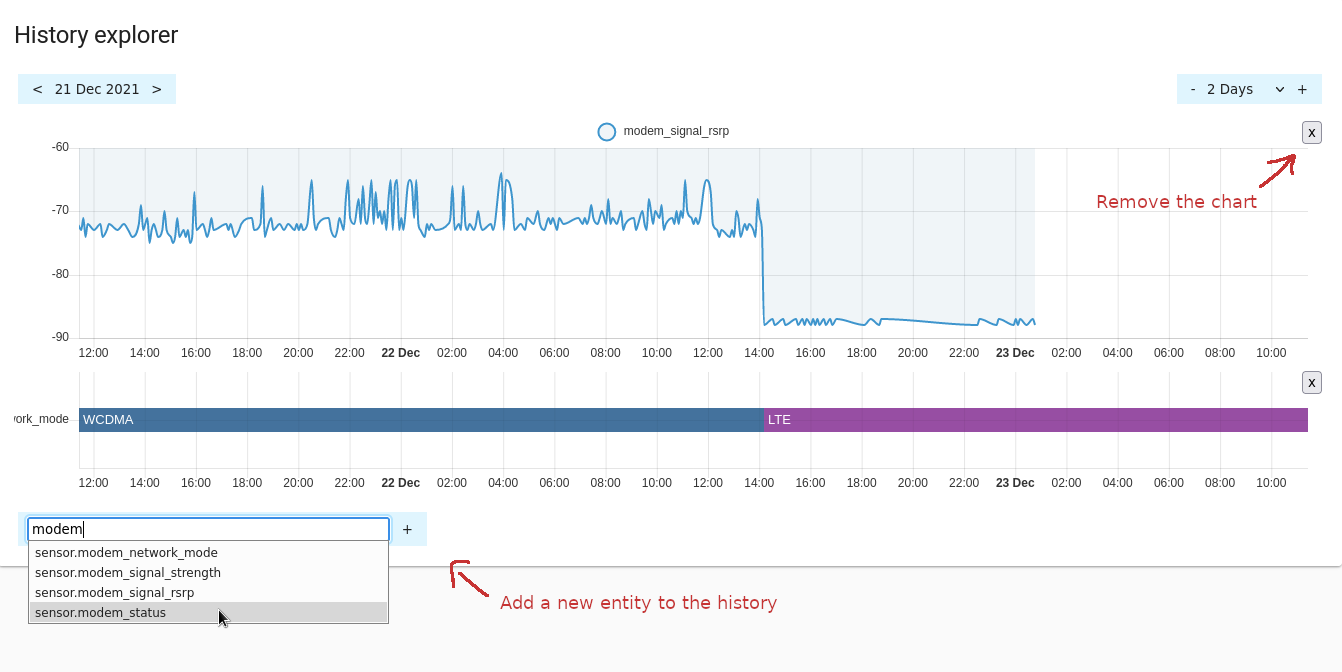 History explorer
< 21 Dec 2021 >
- 2 Days +
modem_signal_rsrp
x
Remove the chart
-60
-70
-80
-90
12:00 14:00 16:00 18:00 20:00 22:00 22 Dec 02:00 04:00 06:00 08:00 10:00 12:00 14:00 16:00 18:00 20:00 22:00 23 Dec 02:00 04:00 06:00 08:00 10:00
x
ork_mode
WCDMA
LTE
12:00 14:00 16:00 18:00 20:00 22:00 22 Dec 02:00 04:00 06:00 08:00 10:00 12:00 14:00 16:00 18:00 20:00 22:00 23 Dec 02:00 04:00 06:00 08:00 10:00
modem +
sensor.modem_network_mode
sensor.modem_signal_strength
sensor.modem_signal_rsrp
sensor.modem_status
Add a new entity to the history